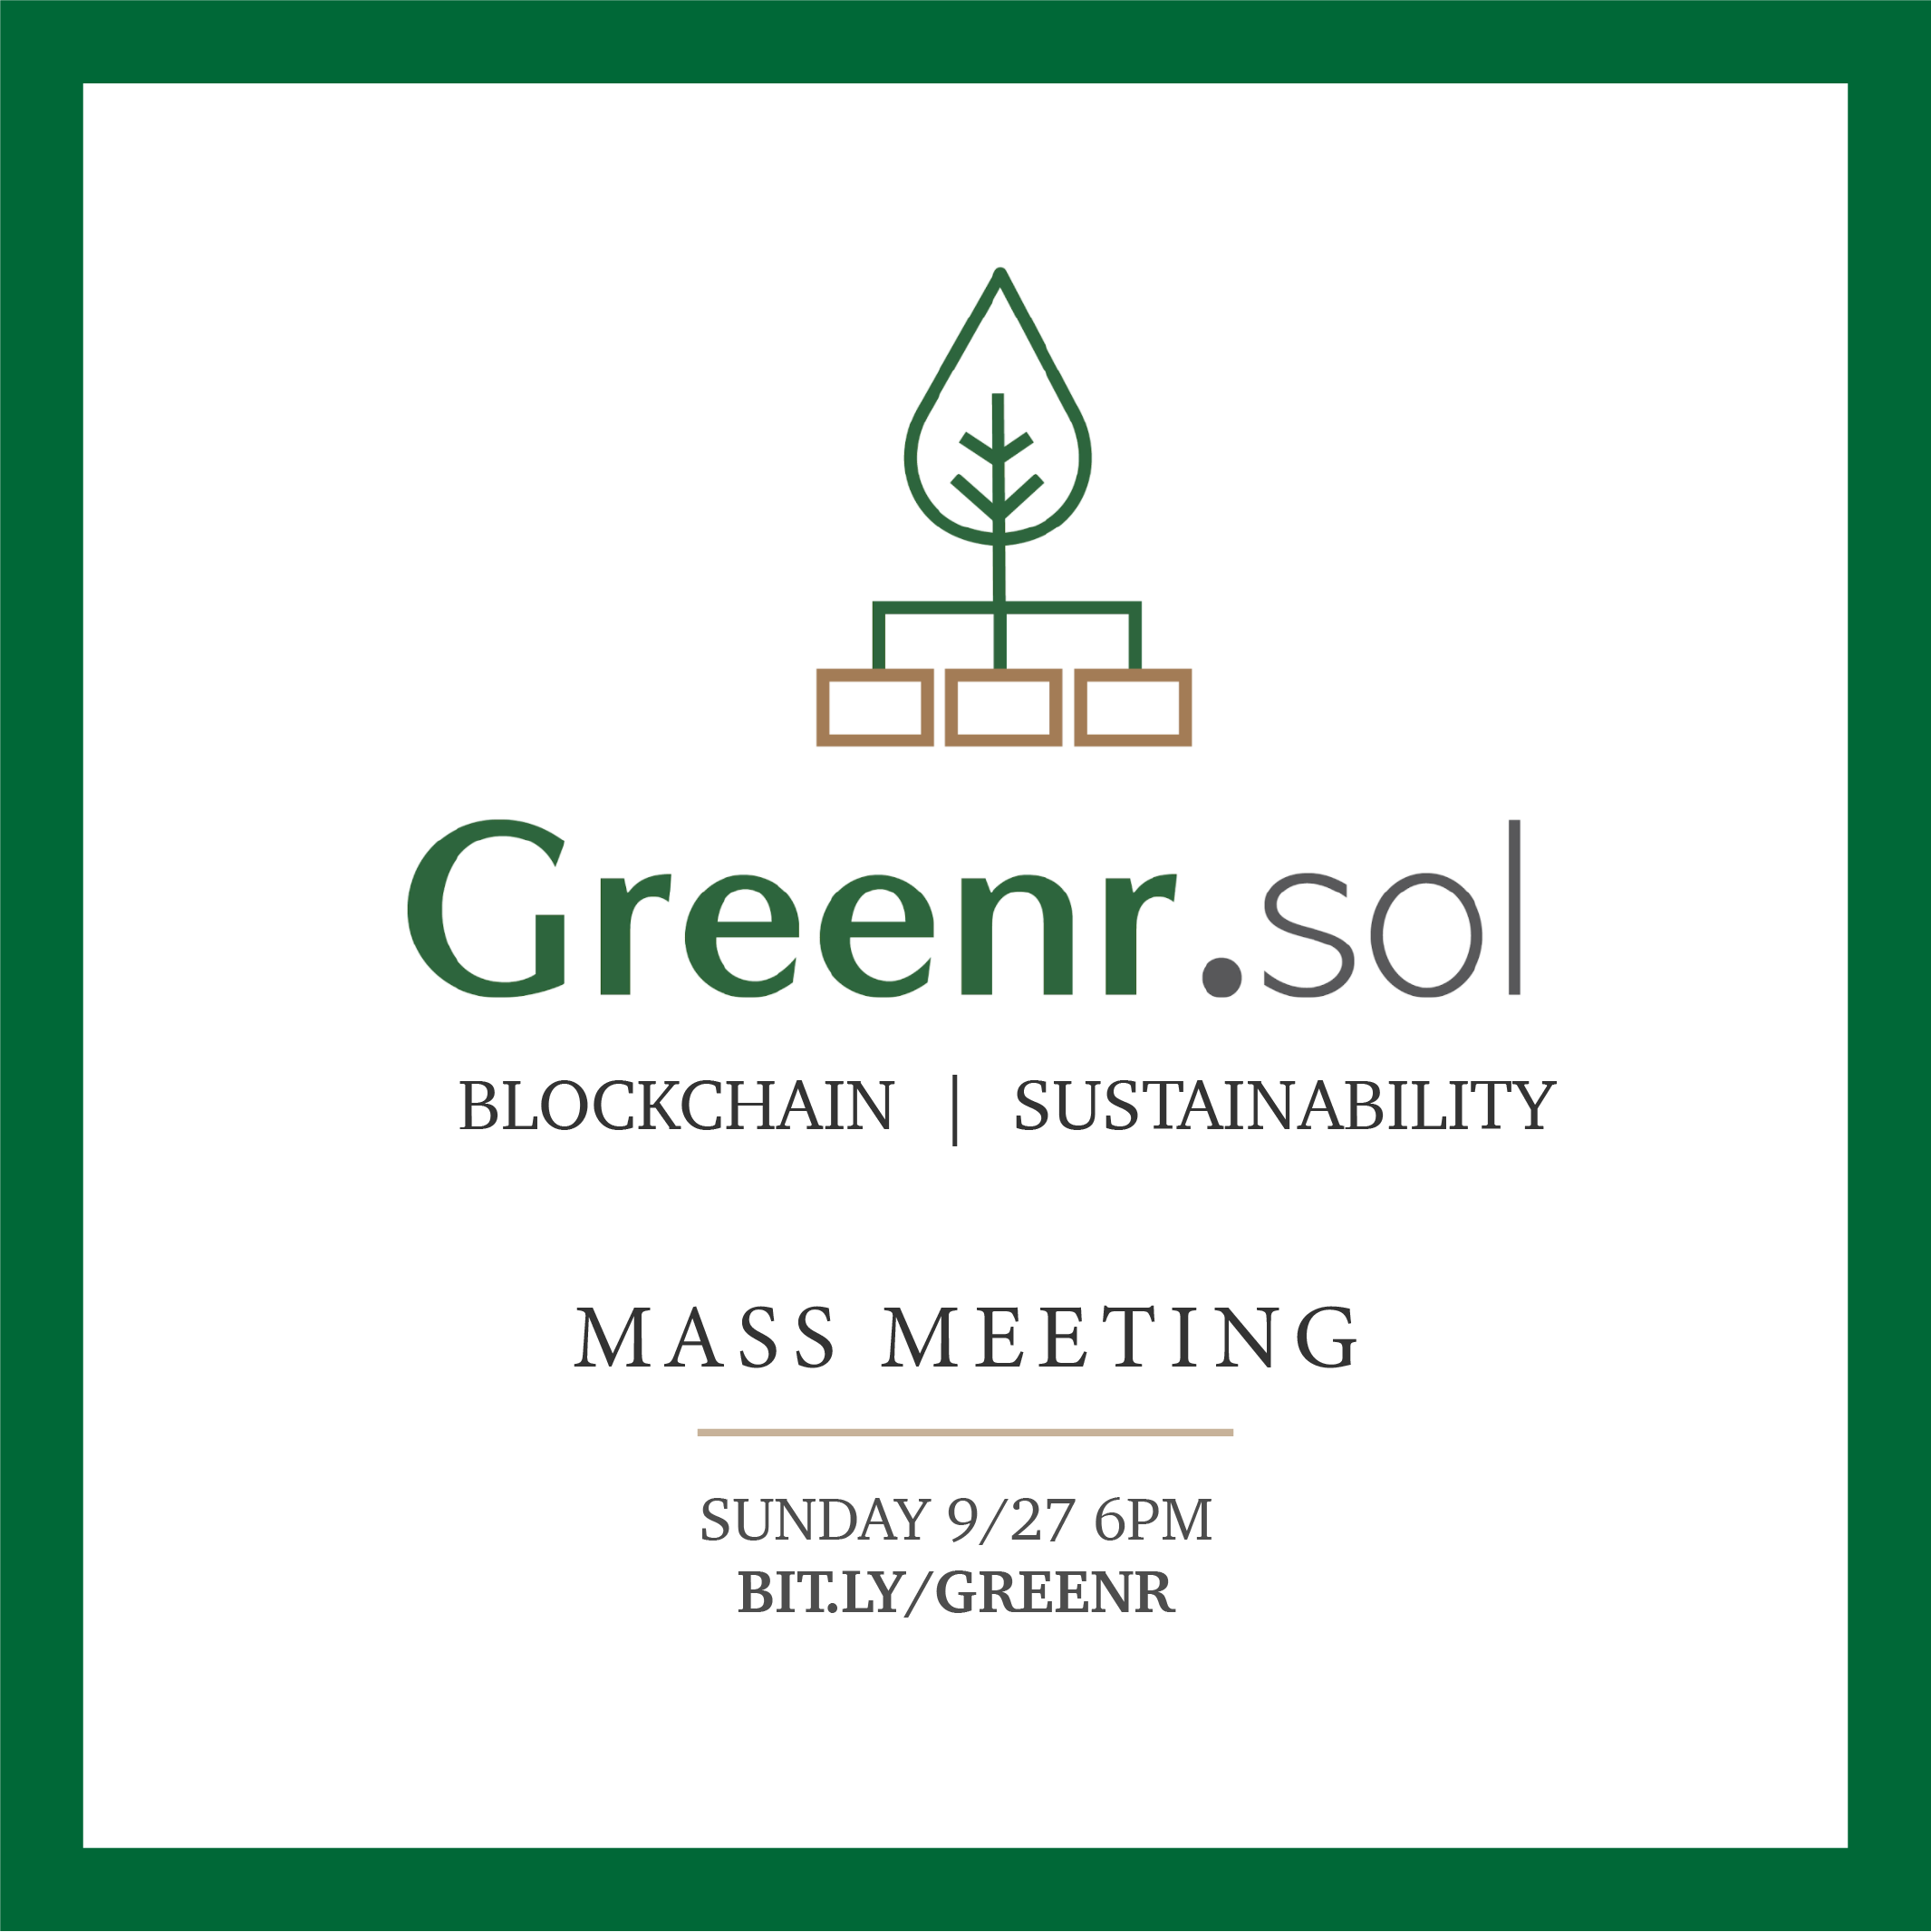 Greenr.sol
BLOCKCHAIN | SUSTAINABILITY
MASS MEETING
SUNDAY 9/27 6PM
BIT.LY/GREENR